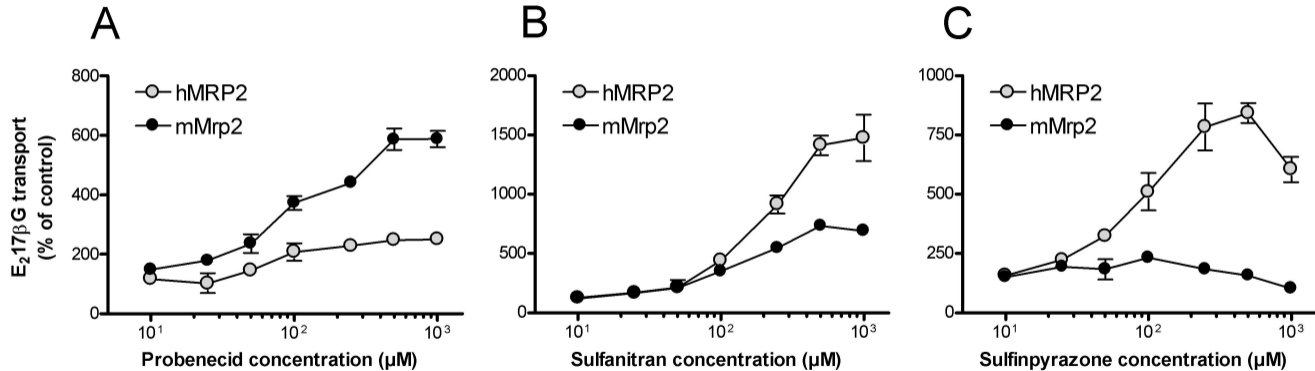 A
B
C
E₂17βG transport
(% of control)
800
600
400
200
0
hMRP2
mMrp2
10¹
10²
10³
Probenecid concentration (µM)
2000
1500
1000
500
0
hMRP2
mMrp2
10¹
10²
10³
Sulfanitran concentration (µM)
1000
750
500
250
0
hMRP2
mMrp2
10¹
10²
10³
Sulfinpyrazone concentration (µM)